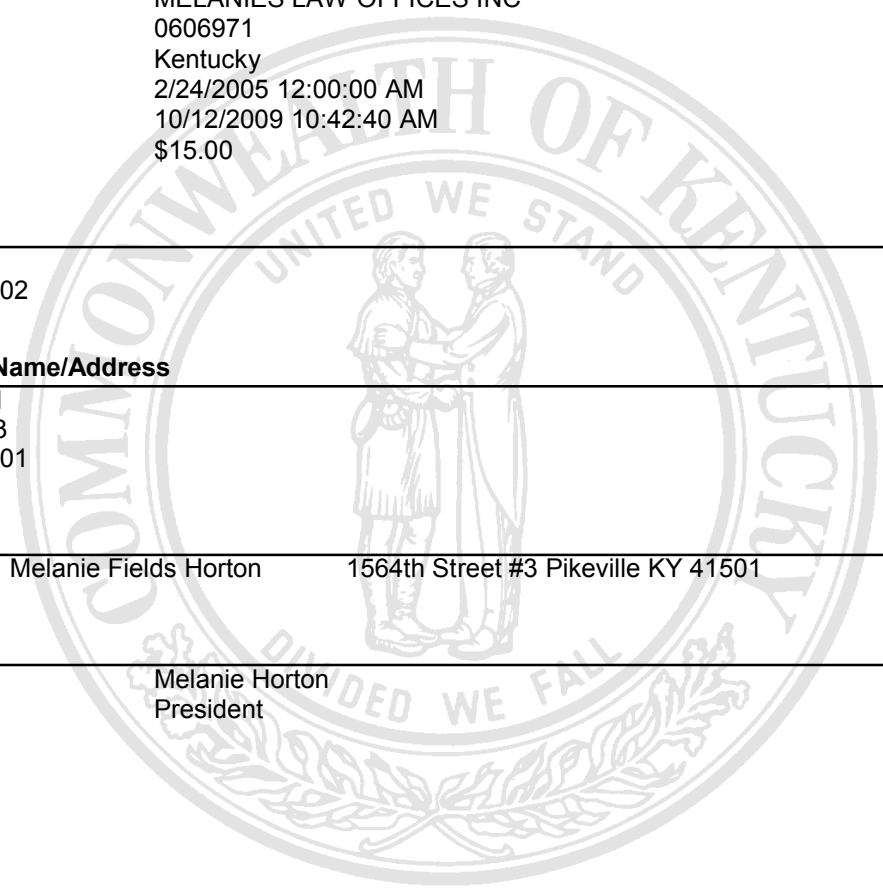 MELANIES LAW OFFICES INC
0606971
Kentucky
2/24/2005 12:00:00 AM
10/12/2009 10:42:40 AM
$15.00
COMMONWEALTH OF KENTUCKY
UNITED WE STAND
02
Name/Address
01
Melanie Fields Horton 1564th Street #3 Pikeville KY 41501
DIVIDED WE FALL
Melanie Horton
President